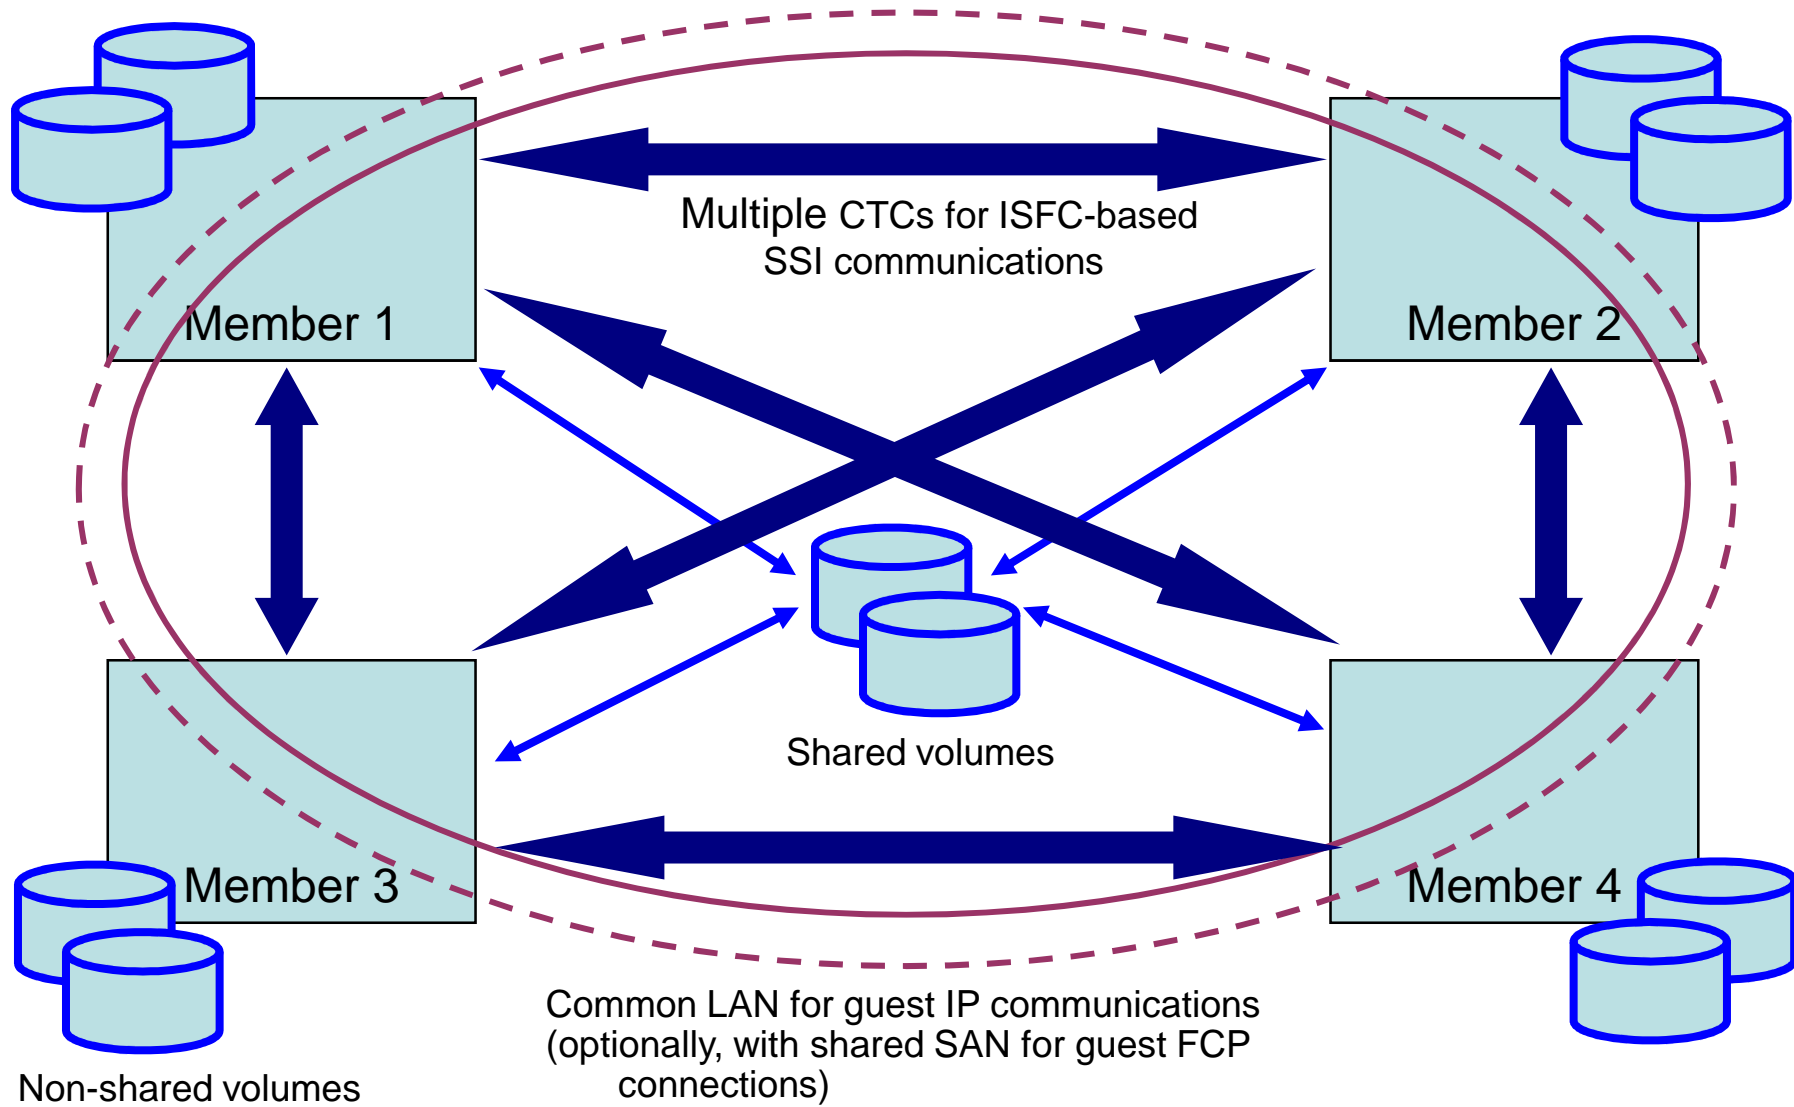 Multiple CTCs for ISFC-based
SSI communications
Member 1
Member 2
Shared volumes
Member 3
Member 4
Common LAN for guest IP communications
(optionally, with shared SAN for guest FCP
connections)
Non-shared volumes